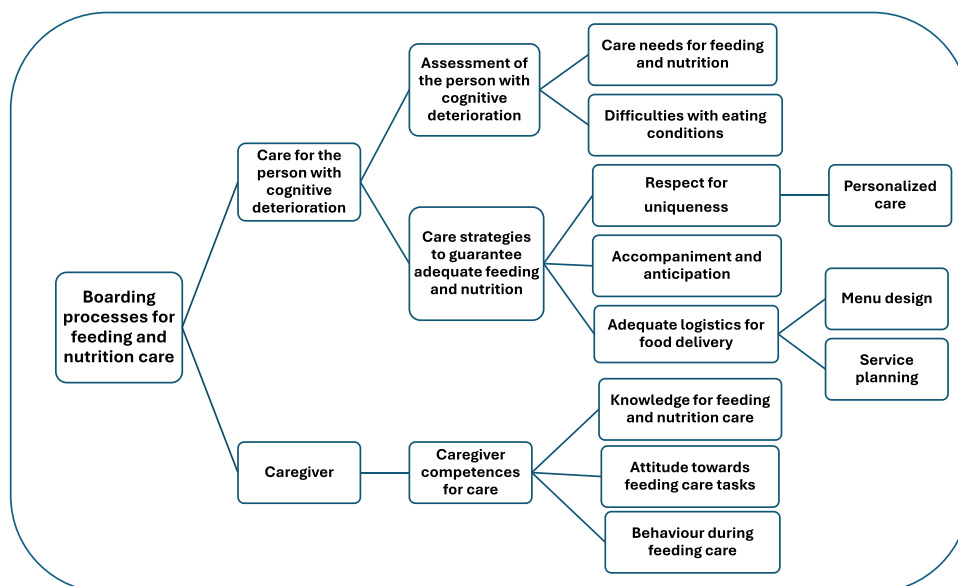 Boarding
processes for
feeding and
nutrition care
Care for the
person with
cognitive
deterioration
Caregiver
Assessment of
the person with
cognitive
deterioration
Care strategies
to guarantee
adequate feeding
and nutrition
Caregiver
competences
for care
Care needs for feeding
and nutrition
Difficulties with eating
conditions
Respect for
uniqueness
Accompaniment and
anticipation
Adequate logistics for
food delivery
Knowledge for feeding
and nutrition care
Attitude towards
feeding care tasks
Behaviour during
feeding care
Personalized
care
Menu design
Service
planning